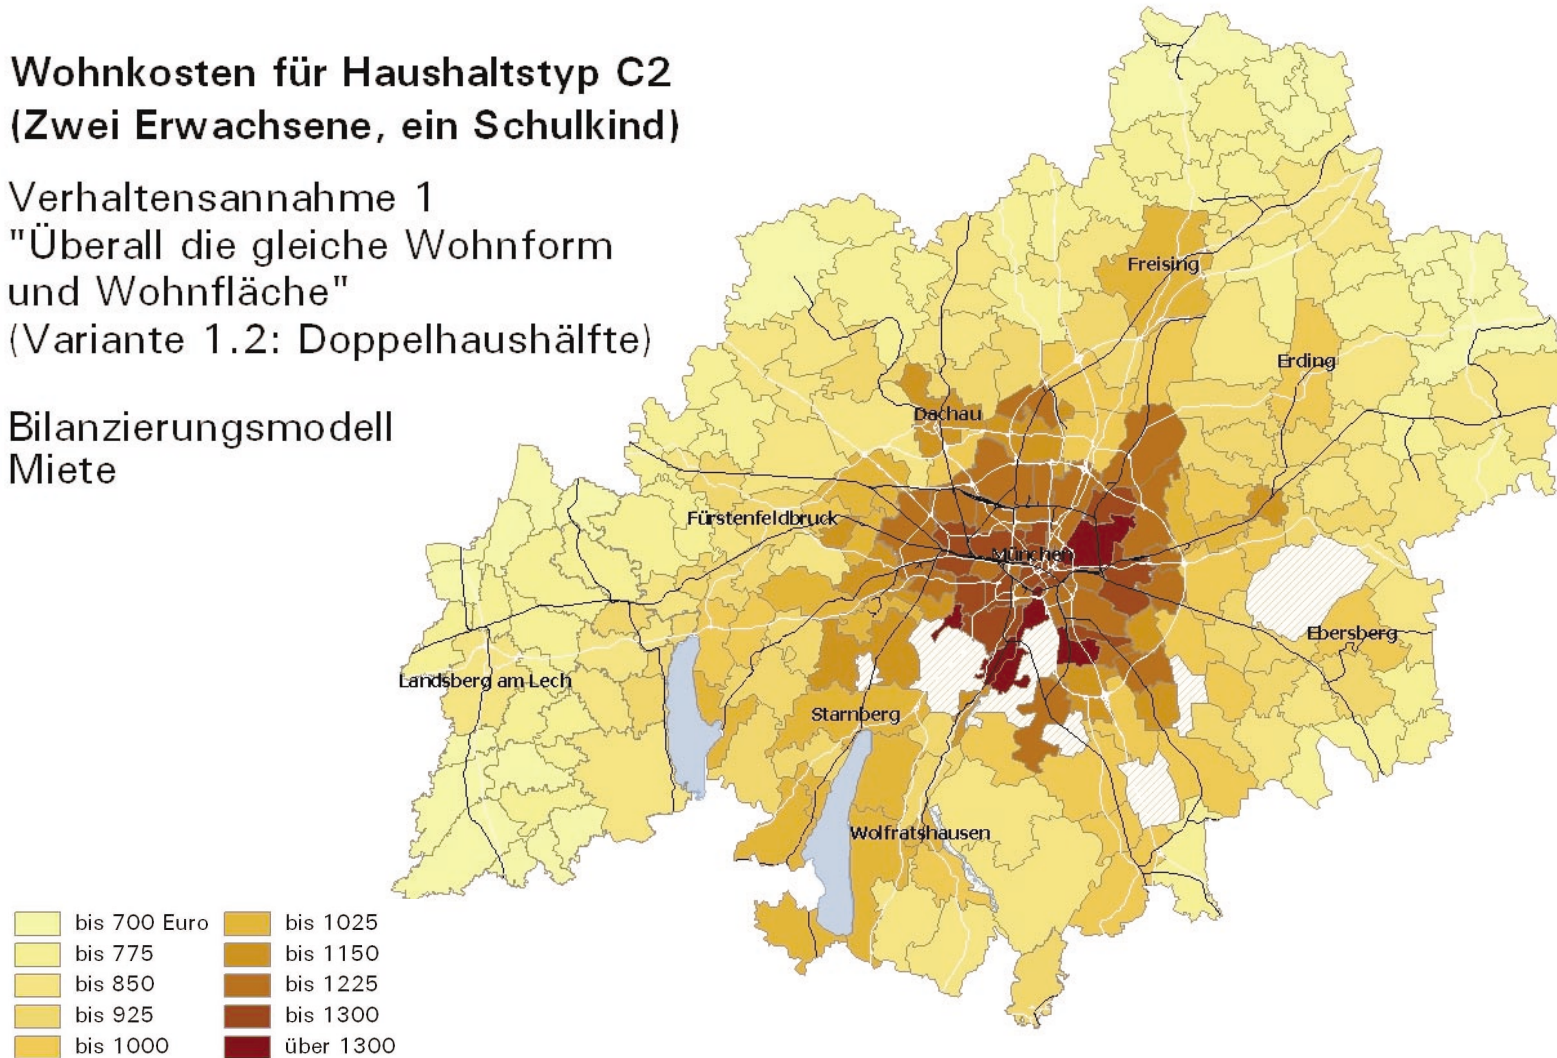 Wohnkosten für Haushaltstyp C2
(Zwei Erwachsene, ein Schulkind)
Verhaltensannahme 1
"Überall die gleiche Wohnform
und Wohnfläche"
(Variante 1.2: Doppelhaushälfte)
Bilanzierungsmodell
Miete
Freising
Erding
Dachau
Fürstenfeldbruck
München
Ebersberg
Landsberg am Lech
Starnberg
Wolfratshausen
bis 700 Euro
bis 775
bis 850
bis 925
bis 1000
bis 1025
bis 1150
bis 1225
bis 1300
über 1300